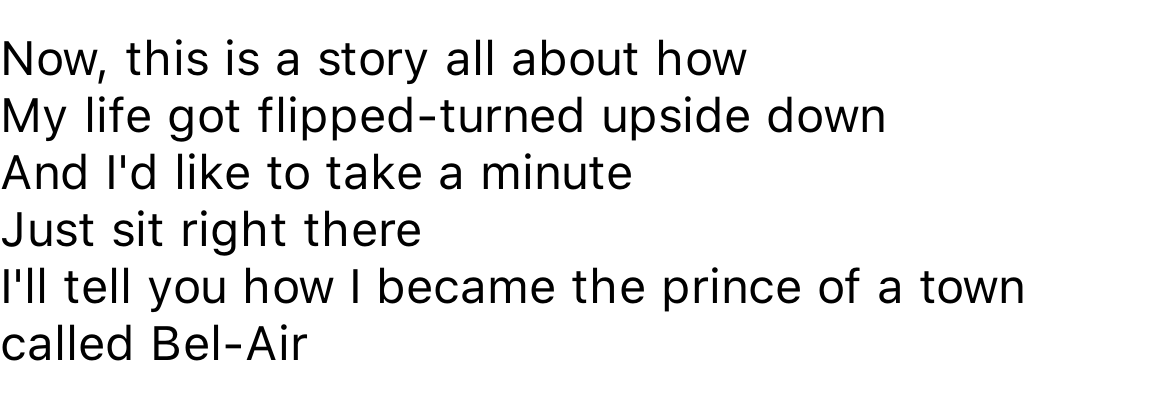 Now, this is a story all about how
My life got flipped-turned upside down
And I'd like to take a minute
Just sit right there
I'll tell you how I became the prince of a town
called Bel-Air